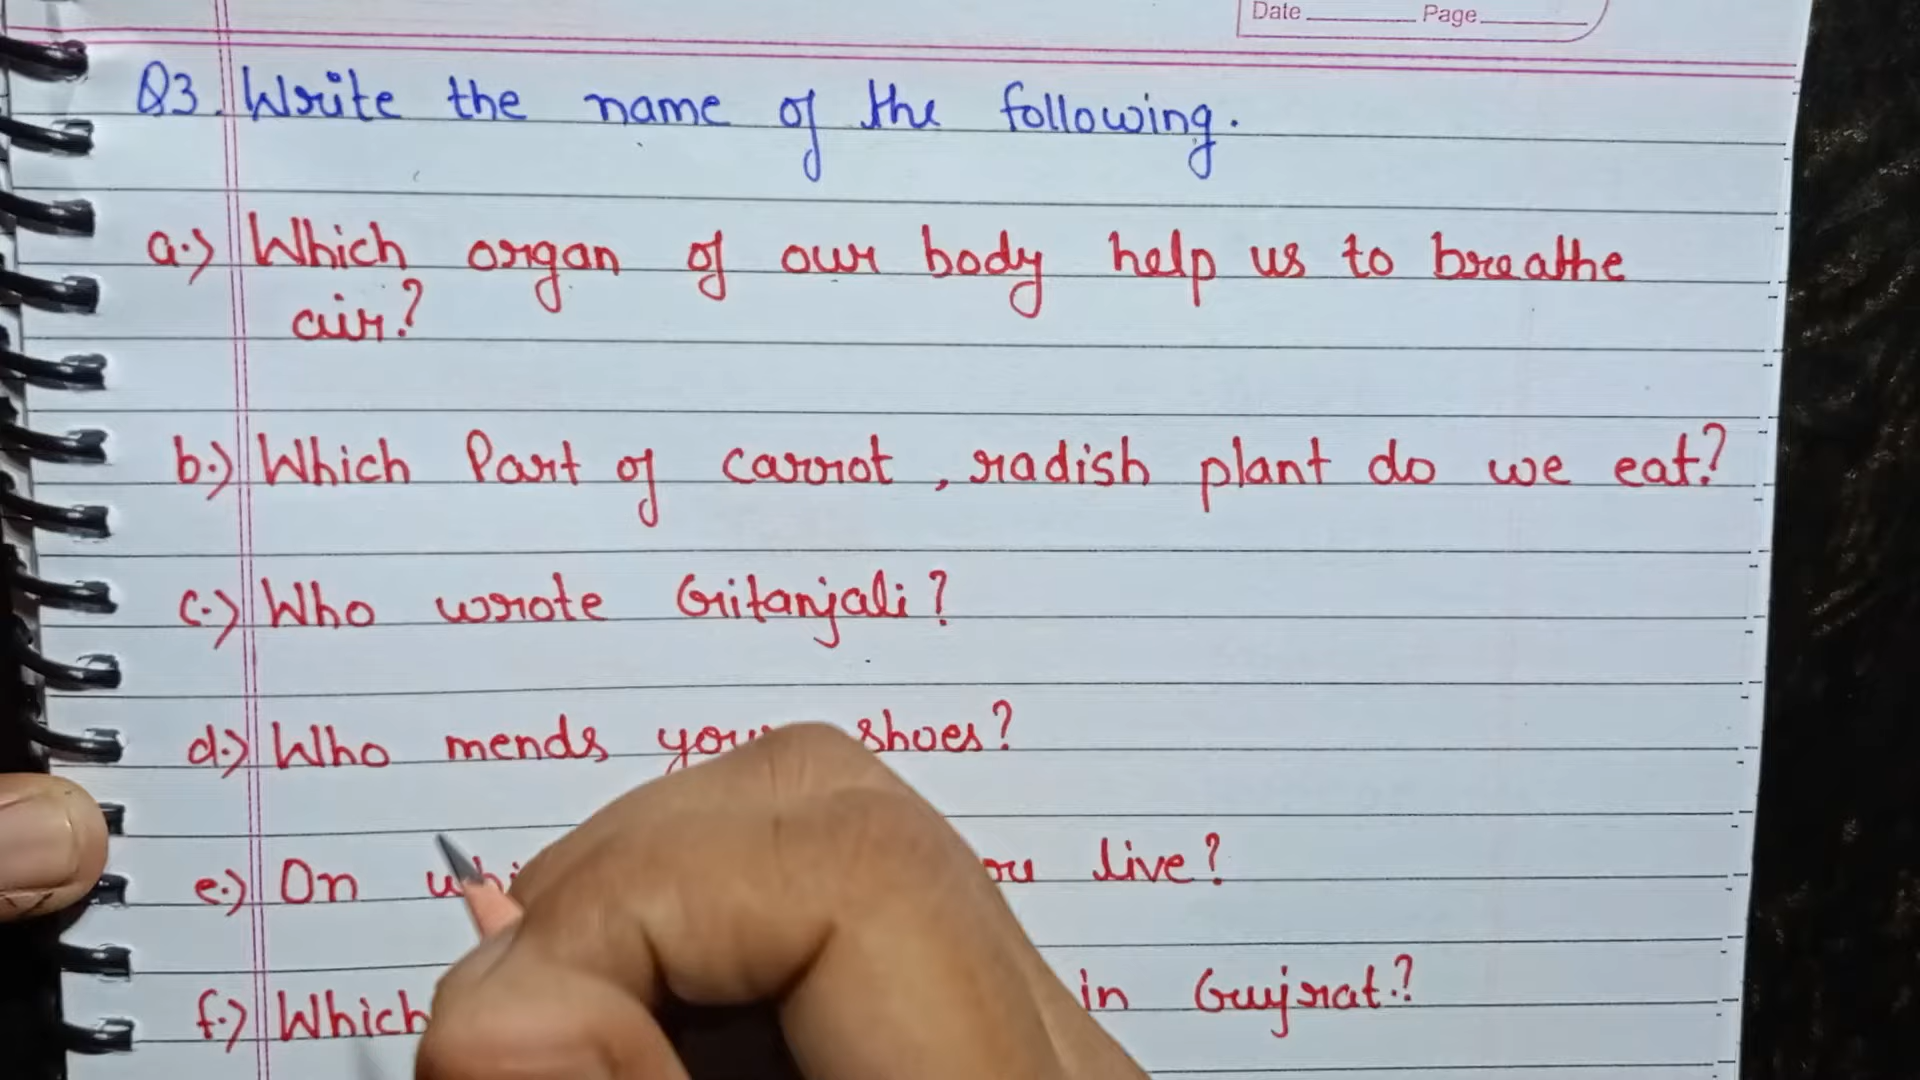 Date Page
Q3. Write the name of the following.
a.) Which organ of our body help us to breathe
air?
b.) Which Part of carrot, radish plant do we eat?
c.) Who wrote Gitanjali?
d.) Who mends your shoes?
e.) On live?
f.) Which in Gujrat.?